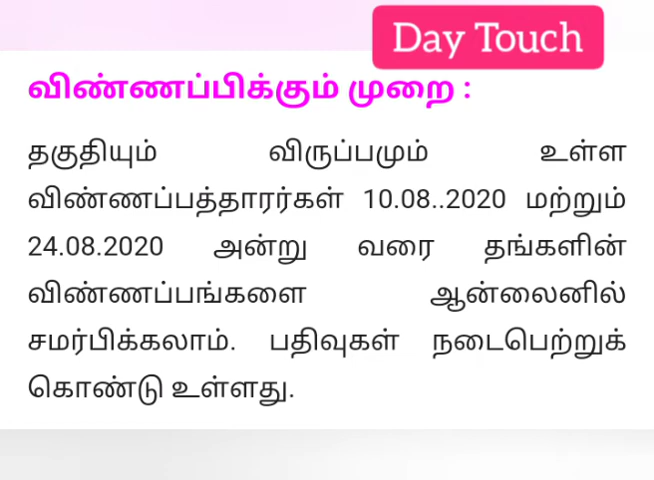 Day Touch
விண்ணப்பிக்கும் முறை :
தகுதியும் விருப்பமும் உள்ள
விண்ணப்பத்தாரர்கள் 10.08..2020 மற்றும்
24.08.2020 அன்று வரை தங்களின்
விண்ணப்பங்களை ஆன்லைனில்
சமர்பிக்கலாம். பதிவுகள் நடைபெற்றுக்
கொண்டு உள்ளது.